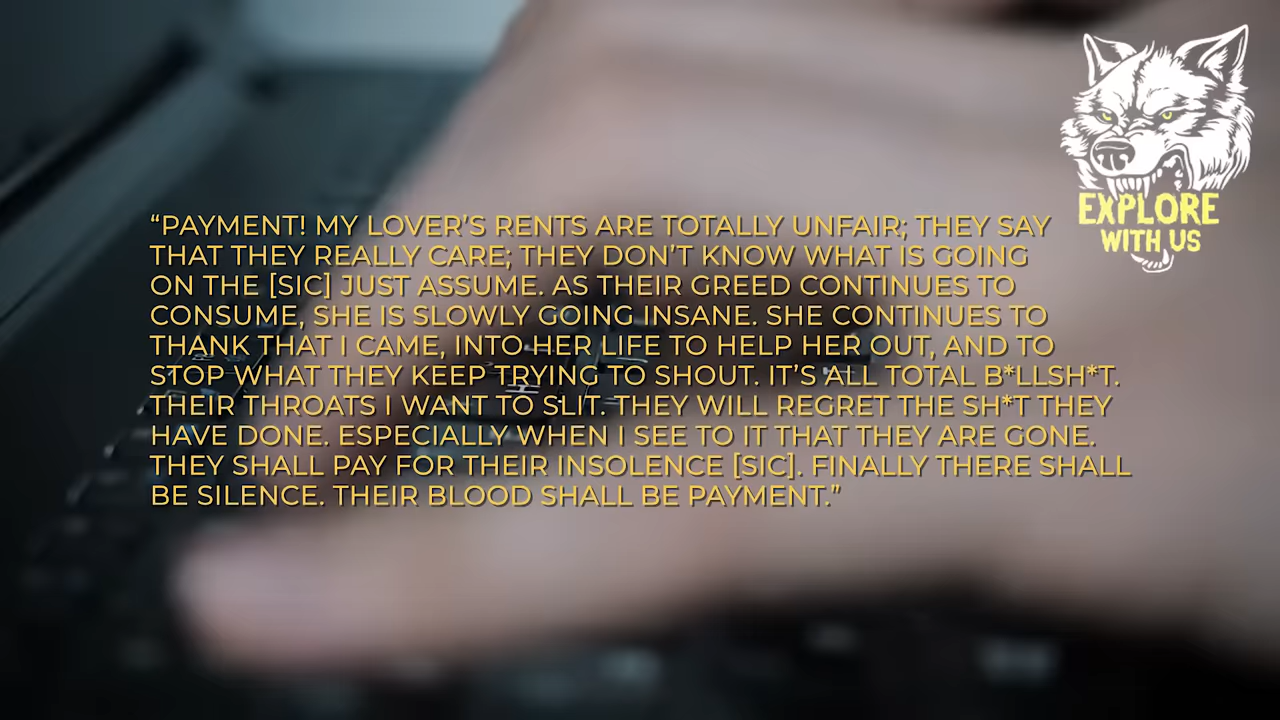 “PAYMENT! MY LOVER’S RENTS ARE TOTALLY UNFAIR; THEY SAY
THAT THEY REALLY CARE; THEY DON’T KNOW WHAT IS GOING
ON THE [SIC] JUST ASSUME. AS THEIR GREED CONTINUES TO
CONSUME, SHE IS SLOWLY GOING INSANE. SHE CONTINUES TO
THANK THAT I CAME, INTO HER LIFE TO HELP HER OUT, AND TO
STOP WHAT THEY KEEP TRYING TO SHOUT. IT’S ALL TOTAL B*LLSH*T.
THEIR THROATS I WANT TO SLIT. THEY WILL REGRET THE SH*T THEY
HAVE DONE. ESPECIALLY WHEN I SEE TO IT THAT THEY ARE GONE.
THEY SHALL PAY FOR THEIR INSOLENCE [SIC]. FINALLY THERE SHALL
BE SILENCE. THEIR BLOOD SHALL BE PAYMENT.”
EXPLORE
WITH US